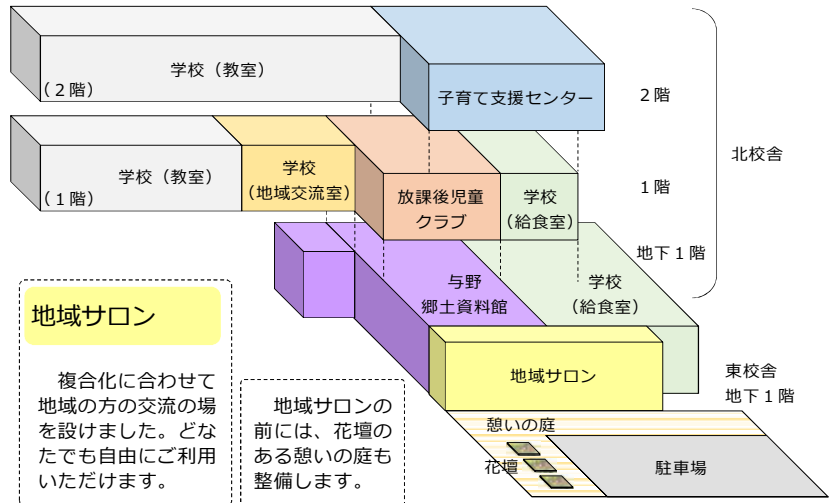 学校（教室）
（２階）
子育て支援センター
２階
北校舎
学校（教室）
（１階）
学校
（地域交流室）
放課後児童
クラブ
学校
（給食室）
１階
地下１階
与野
郷土資料館
学校
（給食室）
地域サロン
複合化に合わせて
地域の方の交流の場
を設けました。どな
たでも自由にご利用
いただけます。
地域サロンの
前には、花壇の
ある憩いの庭も
整備します。
地域サロン
東校舎
地下１階
憩いの庭
花壇
駐車場